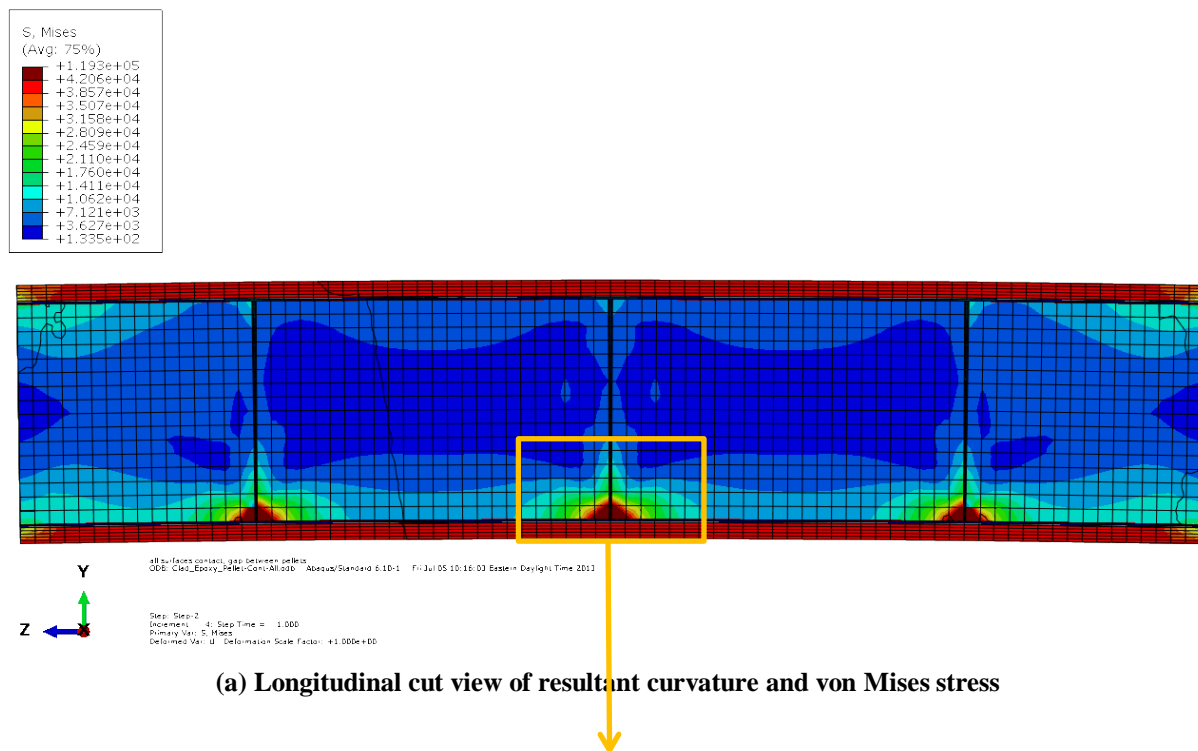 S, Mises
(Avg: 75%)
+1.193e+05
+4.206e+04
+3.857e+04
+3.507e+04
+3.158e+04
+2.809e+04
+2.459e+04
+2.110e+04
+1.760e+04
+1.411e+04
+1.062e+04
+7.121e+03
+3.627e+03
+1.335e+02
Y
Z
X
all surfaces contact, gap between pellets
ODB: Clad_Epoxy_Pellet-Cont-All.odb Abaqus/Standard 6.10-1 Fri Jul 05 10:16:03 Eastern Daylight Time 2013
Step: Step-2
Increment 4: Step Time = 1.000
Primary Var: S, Mises
Deformed Var: U Deformation Scale Factor: +1.000e+00
(a) Longitudinal cut view of resultant curvature and von Mises stress